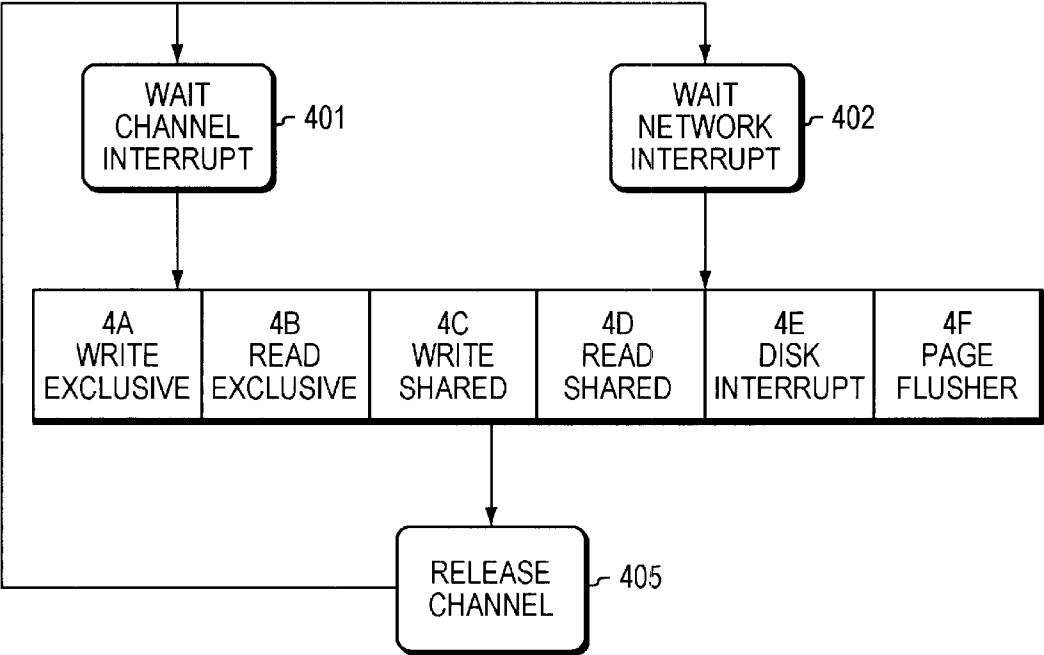 WAIT
CHANNEL
INTERRUPT
401
WAIT
NETWORK
INTERRUPT
402
4A
WRITE
EXCLUSIVE
4B
READ
EXCLUSIVE
4C
WRITE
SHARED
4D
READ
SHARED
4E
DISK
INTERRUPT
4F
PAGE
FLUSHER
RELEASE
CHANNEL
405